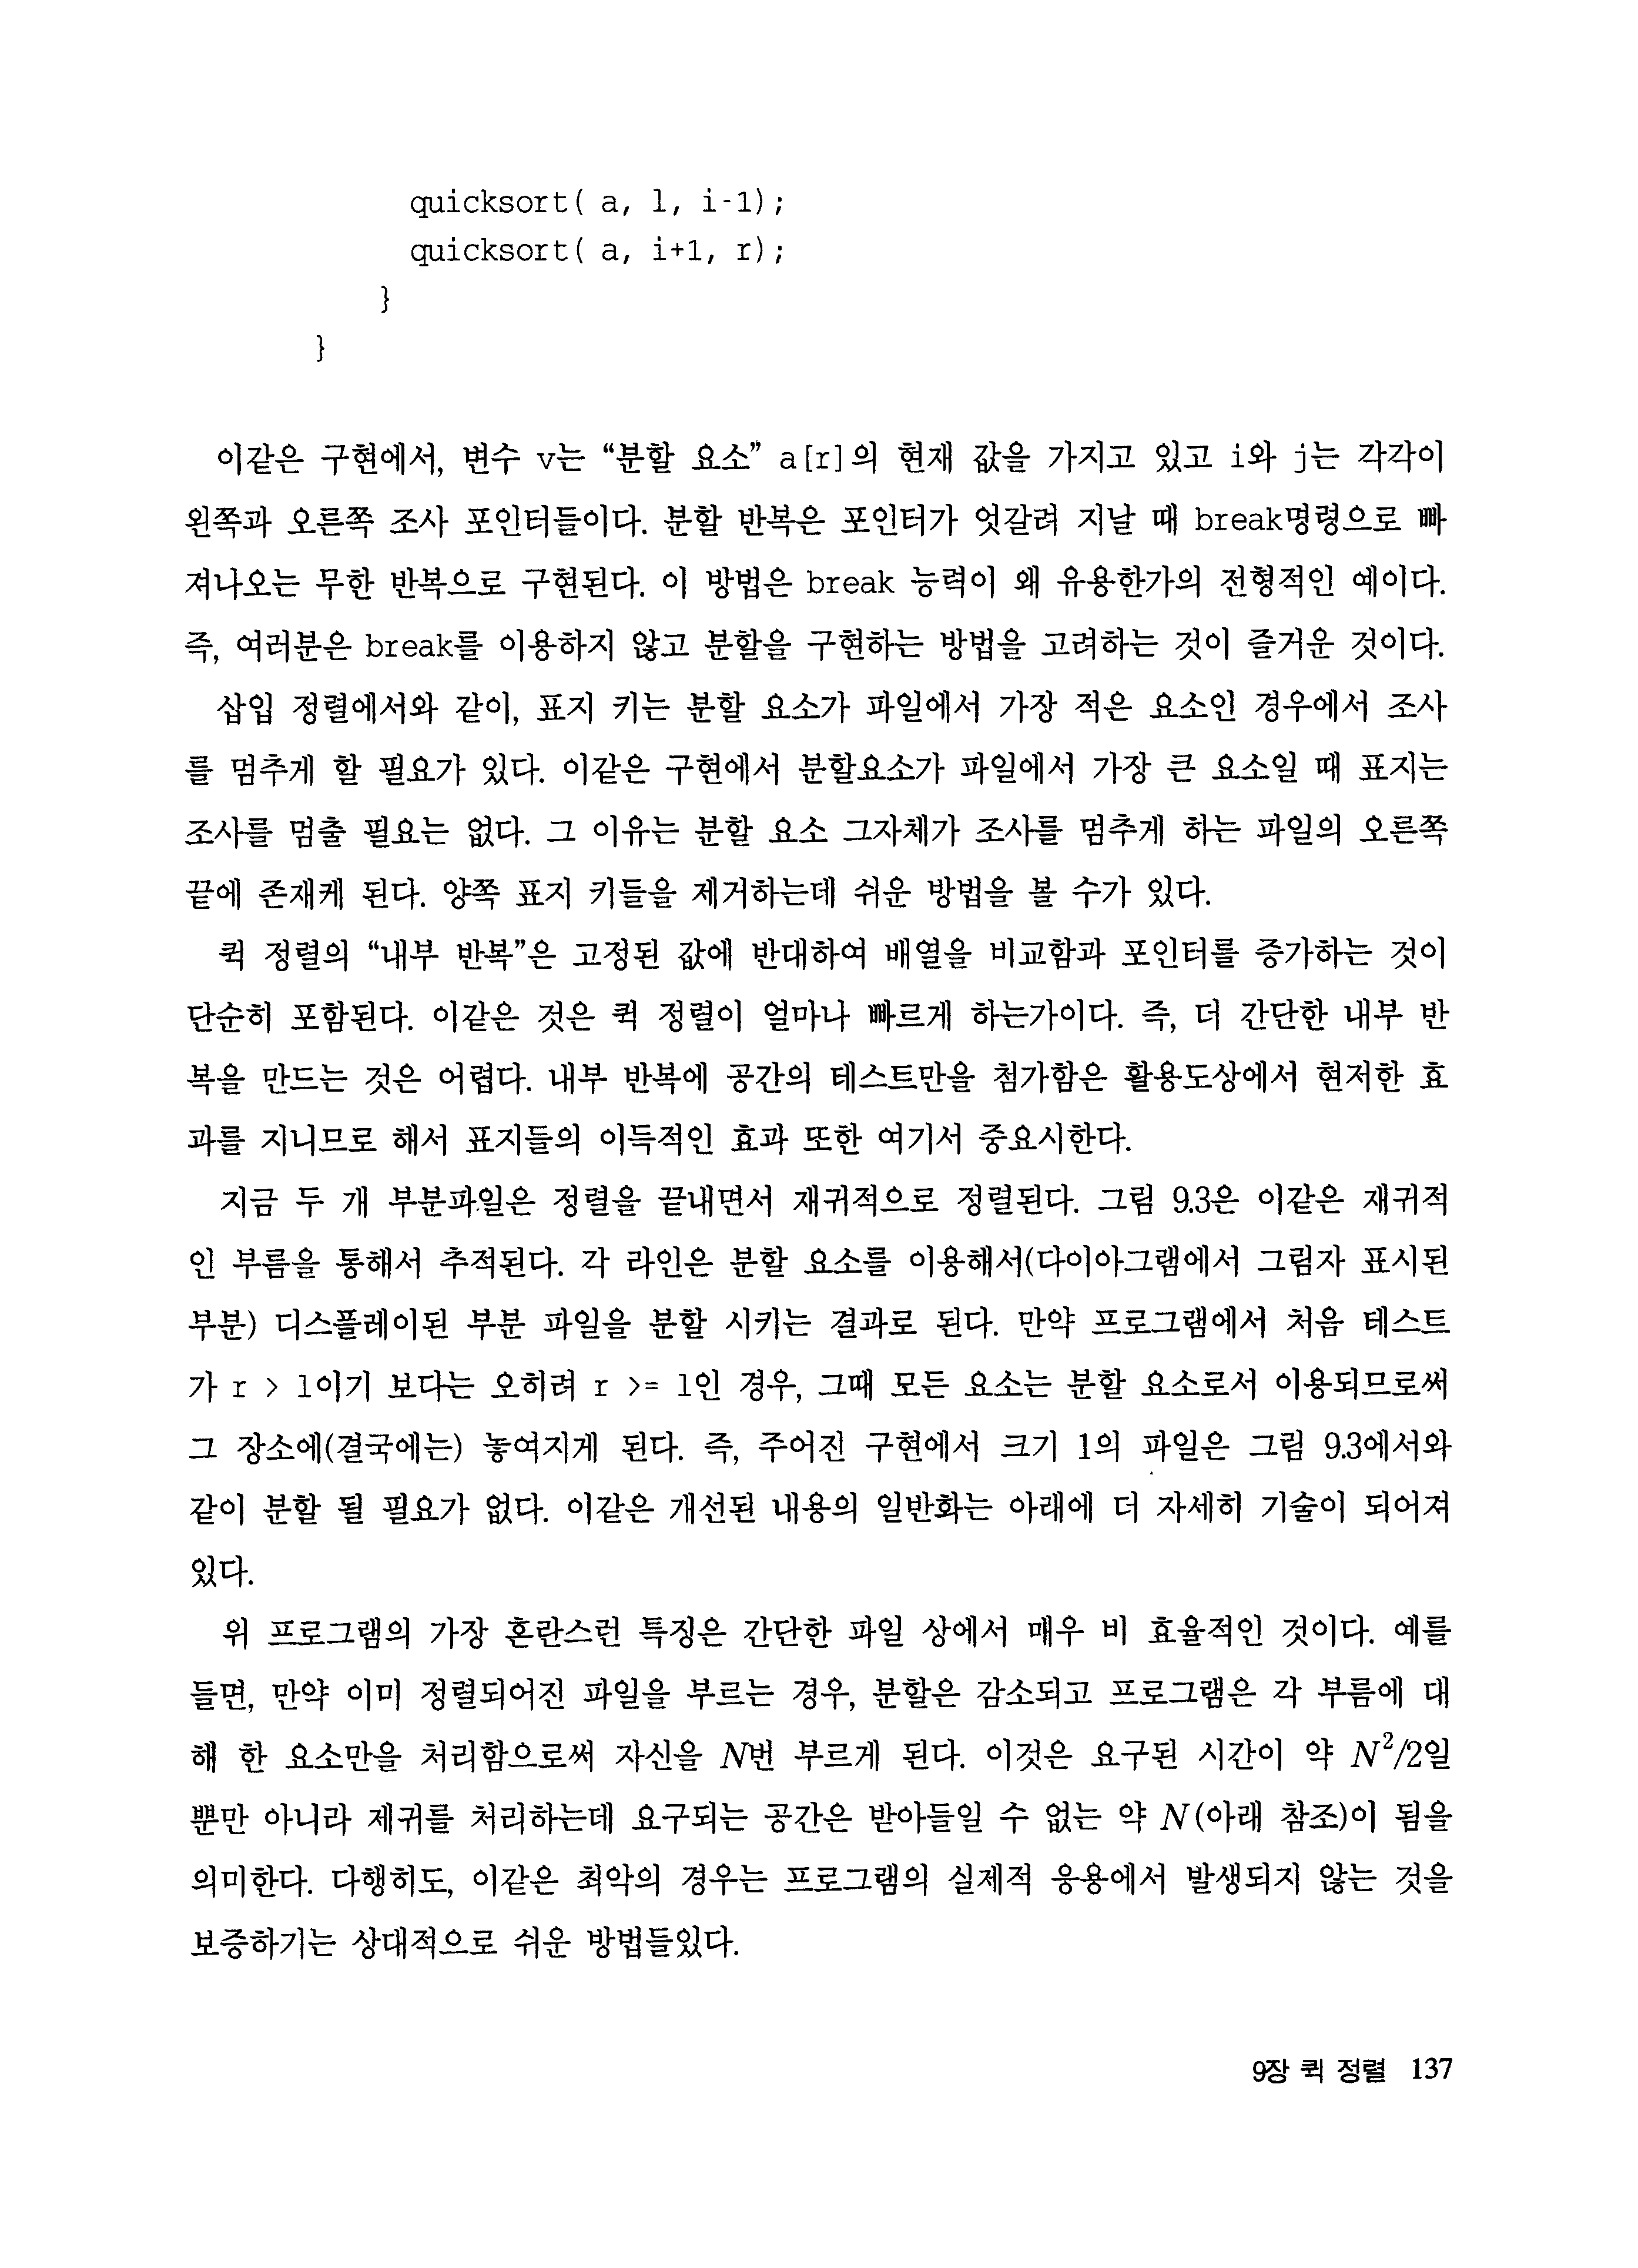 quicksort( a, l, i-1);
quicksort( a, i+1, r);
}
}
이같은 구현에서, 변수 v는 “분할 요소” a[r]의 현재 값을 가지고 있고 i와 j는 각각이
왼쪽과 오른쪽 조사 포인터들이다. 분할 반복은 포인터가 엇갈려 지날 때 break명령으로 빠
져나오는 무한 반복으로 구현된다. 이 방법은 break 능력이 왜 유용한가의 전형적인 예이다.
즉, 여러분은 break를 이용하지 않고 분할을 구현하는 방법을 고려하는 것이 즐거운 것이다.
삽입 정렬에서와 같이, 표지 키는 분할 요소가 파일에서 가장 적은 요소인 경우에서 조사
를 멈추게 할 필요가 있다. 이같은 구현에서 분할요소가 파일에서 가장 큰 요소일 때 표지는
조사를 멈출 필요는 없다. 그 이유는 분할 요소 그자체가 조사를 멈추게 하는 파일의 오른쪽
끝에 존재케 된다. 양쪽 표지 키들을 제거하는데 쉬운 방법을 볼 수가 있다.
퀵 정렬의 “내부 반복”은 고정된 값에 반대하여 배열을 비교함과 포인터를 증가하는 것이
단순히 포함된다. 이같은 것은 퀵 정렬이 얼마나 빠르게 하는가이다. 즉, 더 간단한 내부 반
복을 만드는 것은 어렵다. 내부 반복에 공간의 테스트만을 첨가함은 활용도상에서 현저한 효
과를 지니므로 해서 표지들의 이득적인 효과 또한 여기서 중요시한다.
지금 두 개 부분파일은 정렬을 끝내면서 재귀적으로 정렬된다. 그림 9.3은 이같은 재귀적
인 부름을 통해서 추적된다. 각 라인은 분할 요소를 이용해서(다이아그램에서 그림자 표시된
부분) 디스플레이된 부분 파일을 분할 시키는 결과로 된다. 만약 프로그램에서 처음 테스트
가 r > l이기 보다는 오히려 r >= l인 경우, 그때 모든 요소는 분할 요소로서 이용되므로써
그 장소에(결국에는) 놓여지게 된다. 즉, 주어진 구현에서 크기 1의 파일은 그림 9.3에서와
같이 분할 될 필요가 없다. 이같은 개선된 내용의 일반화는 아래에 더 자세히 기술이 되어져
있다.
위 프로그램의 가장 혼란스런 특징은 간단한 파일 상에서 매우 비 효율적인 것이다. 예를
들면, 만약 이미 정렬되어진 파일을 부르는 경우, 분할은 감소되고 프로그램은 각 부름에 대
해 한 요소만을 처리함으로써 자신을 N번 부르게 된다. 이것은 요구된 시간이 약 N²/2일
뿐만 아니라 제귀를 처리하는데 요구되는 공간은 받아들일 수 없는 약 N(아래 참조)이 됨을
의미한다. 다행히도, 이같은 최악의 경우는 프로그램의 실제적 응용에서 발생되지 않는 것을
보증하기는 상대적으로 쉬운 방법들있다.
9장 퀵 정렬 137